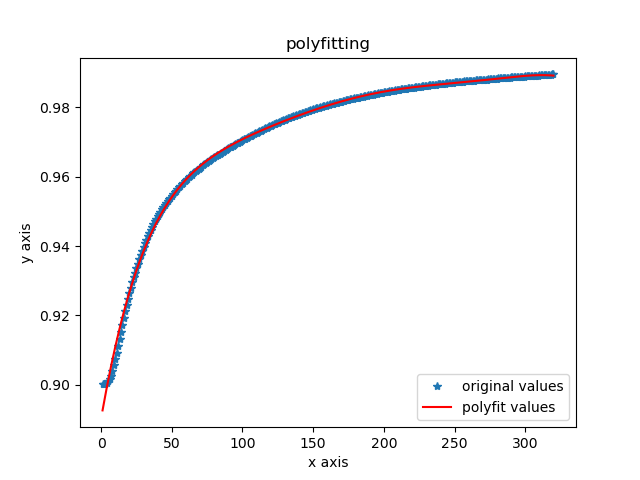 polyfitting
y axis
0.98
0.96
0.94
0.92
0.90
original values
polyfit values
0 50 100 150 200 250 300
x axis